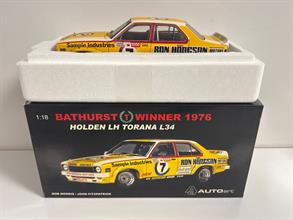 Sample Industries
RON HODGSON
7
1:18
BATHURST WINNER 1976
HOLDEN LH TORANA L34
Sample Industries
RON HODGSON
7
AUTOart
BOB MORRIS - JOHN FITZPATRICK